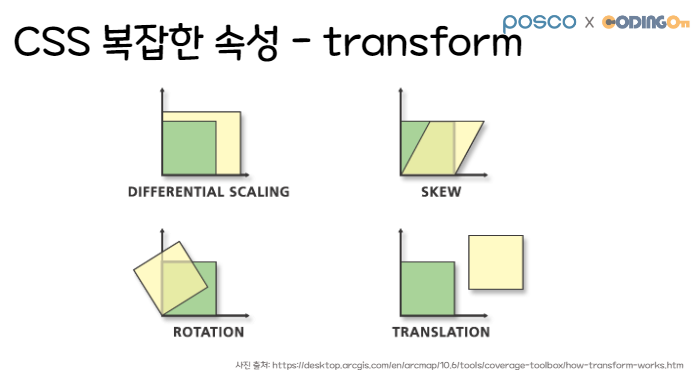 posco x CODINGOn
CSS 복잡한 속성 - transform
DIFFERENTIAL SCALING
SKEW
ROTATION
TRANSLATION
사진 출처: https://desktop.arcgis.com/en/arcmap/10.6/tools/coverage-toolbox/how-transform-works.htm